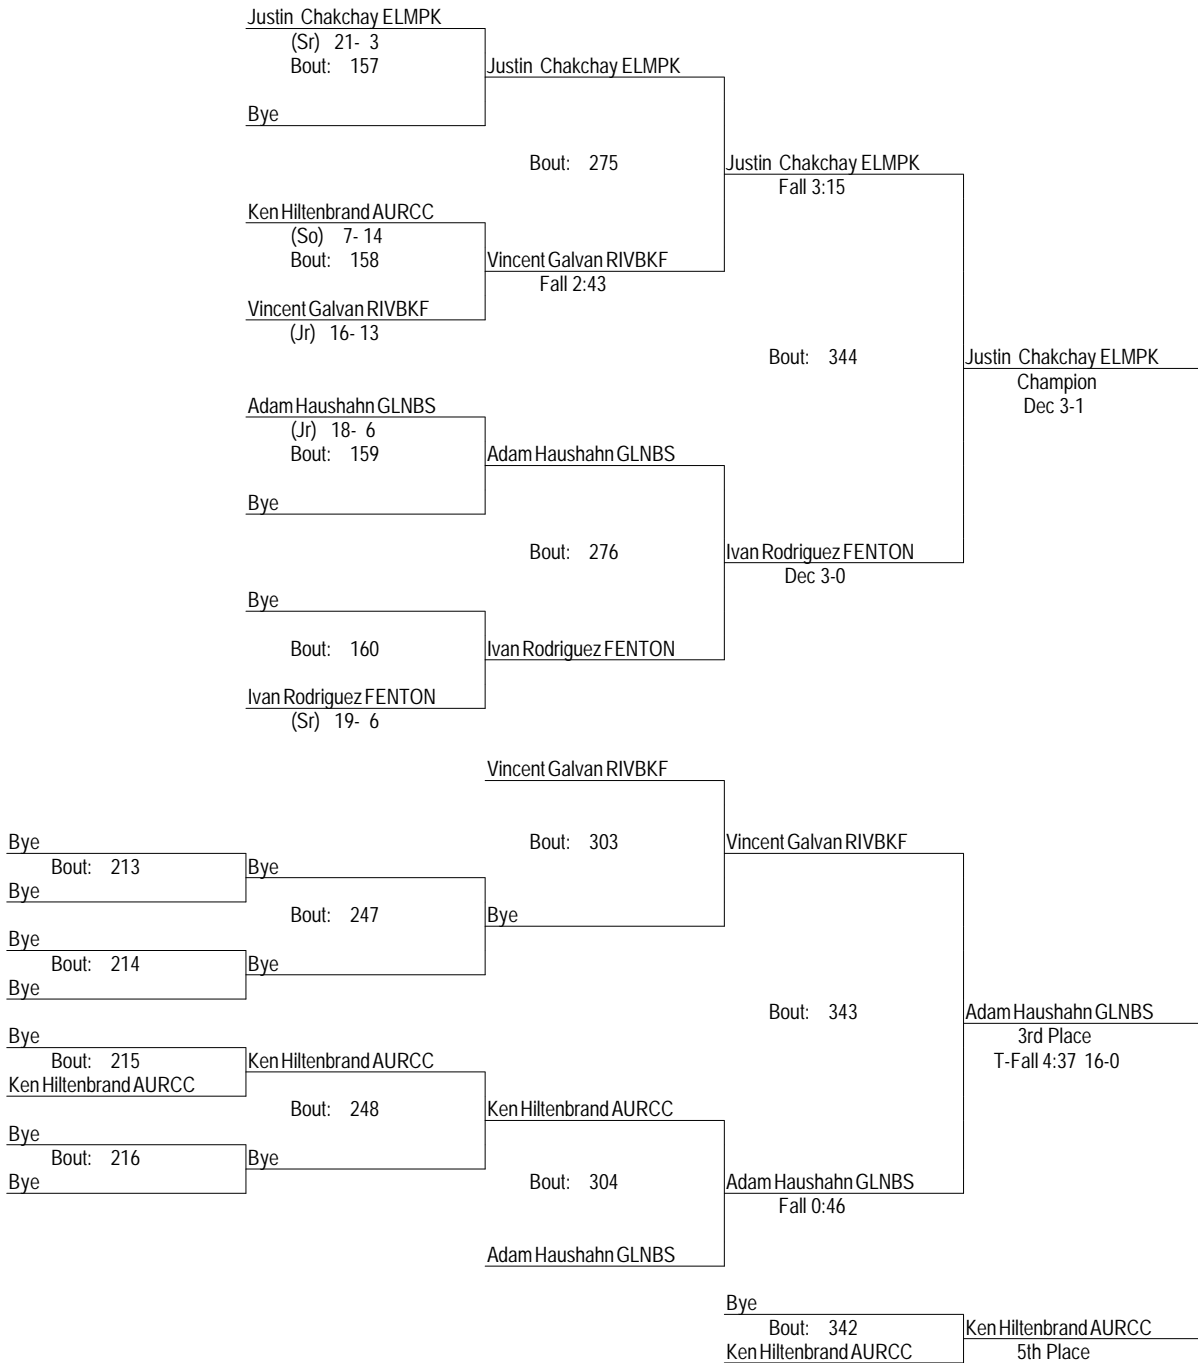 Justin Chakchay ELMPK
(Sr) 21- 3
Bout: 157
Justin Chakchay ELMPK
Bye
Bout: 275
Justin Chakchay ELMPK
Fall 3:15
Ken Hiltenbrand AURCC
(So) 7- 14
Bout: 158
Vincent Galvan RIVBKF
Fall 2:43
Vincent Galvan RIVBKF
(Jr) 16- 13
Bout: 344
Justin Chakchay ELMPK
Champion
Dec 3-1
Adam Haushahn GLNBS
(Jr) 18- 6
Bout: 159
Adam Haushahn GLNBS
Bye
Bout: 276
Ivan Rodriguez FENTON
Dec 3-0
Bye
Bout: 160
Ivan Rodriguez FENTON
Ivan Rodriguez FENTON
(Sr) 19- 6
Vincent Galvan RIVBKF
Bout: 303
Vincent Galvan RIVBKF
Bye
Bout: 213
Bye
Bye
Bout: 247
Bye
Bye
Bout: 214
Bye
Bye
Bout: 343
Adam Haushahn GLNBS
3rd Place
T-Fall 4:37 16-0
Bye
Bout: 215
Ken Hiltenbrand AURCC
Ken Hiltenbrand AURCC
Bout: 248
Ken Hiltenbrand AURCC
Bye
Bout: 216
Bye
Bye
Bout: 304
Adam Haushahn GLNBS
Fall 0:46
Adam Haushahn GLNBS
Bye
Bout: 342
Ken Hiltenbrand AURCC
Ken Hiltenbrand AURCC
5th Place